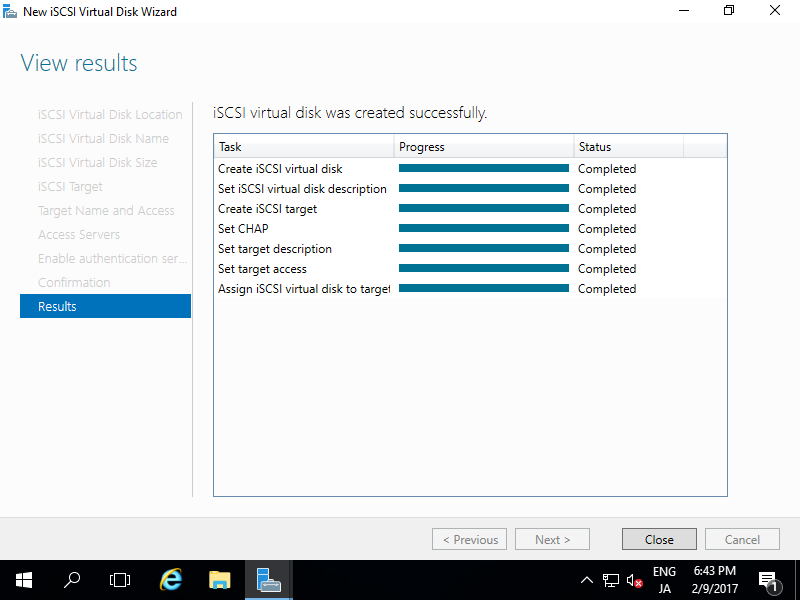 New iSCSI Virtual Disk Wizard
View results
iSCSI Virtual Disk Location
iSCSI Virtual Disk Name
iSCSI Virtual Disk Size
iSCSI Target
Target Name and Access
Access Servers
Enable authentication ser...
Confirmation
Results
iSCSI virtual disk was created successfully.
Task Progress Status
Create iSCSI virtual disk Completed
Set iSCSI virtual disk description Completed
Create iSCSI target Completed
Set CHAP Completed
Set target description Completed
Set target access Completed
Assign iSCSI virtual disk to target Completed
< Previous Next > Close Cancel
ENG 6:43 PM
JA 2/9/2017
1